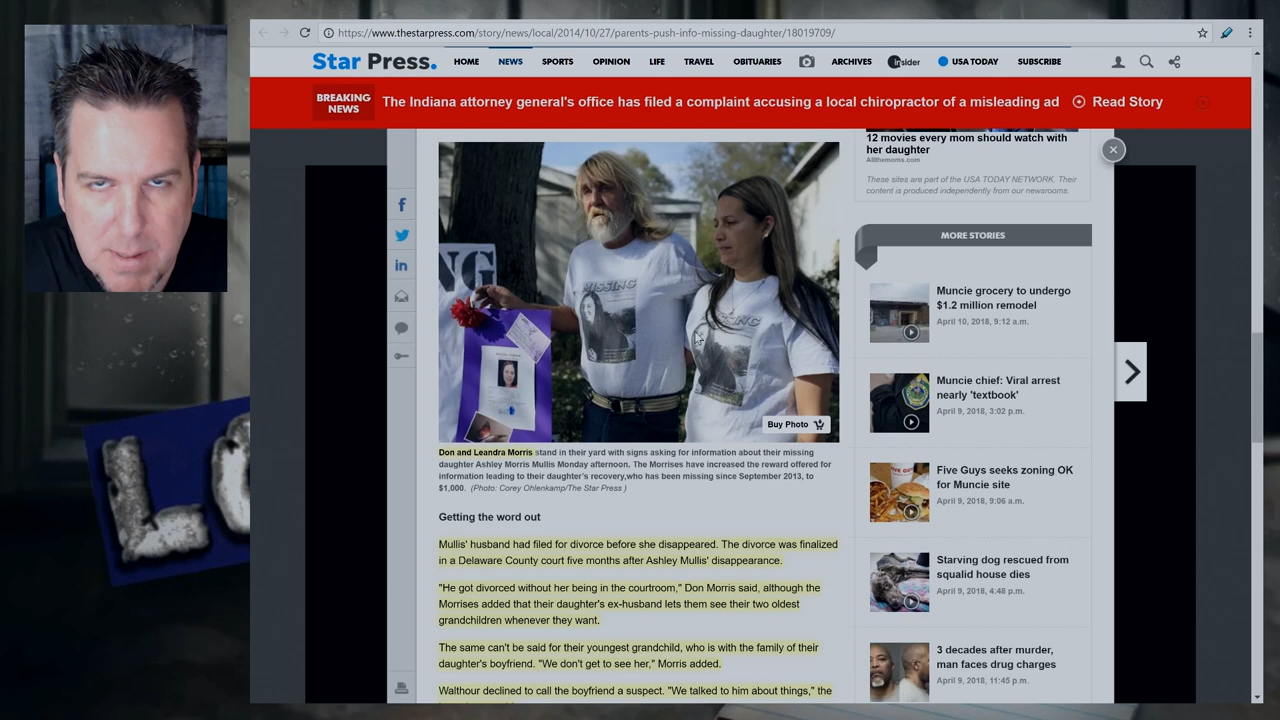 https://www.thestarpress.com/story/news/local/2014/10/27/parents-push-info-missing-daughter/18019709/
Star Press.
HOME NEWS SPORTS OPINION LIFE TRAVEL OBITUARIES ARCHIVES Insider USA TODAY SUBSCRIBE
BREAKING NEWS
The Indiana attorney general's office has filed a complaint accusing a local chiropractor of a misleading ad
Read Story
NG
MISSING
MISSING
Buy Photo
Don and Leandra Morris stand in their yard with signs asking for information about their missing
daughter Ashley Morris Mullis Monday afternoon. The Morrises have increased the reward offered for
information leading to their daughter's recovery,who has been missing since September 2013, to
$1,000. (Photo: Corey Ohlenkamp/The Star Press )
Getting the word out
Mullis' husband had filed for divorce before she disappeared. The divorce was finalized
in a Delaware County court five months after Ashley Mullis' disappearance.
"He got divorced without her being in the courtroom," Don Morris said, although the
Morrises added that their daughter's ex-husband lets them see their two oldest
grandchildren whenever they want.
The same can't be said for their youngest grandchild, who is with the family of their
daughter's boyfriend. "We don't get to see her," Morris added.
Walthour declined to call the boyfriend a suspect. "We talked to him about things," the
12 movies every mom should watch with
her daughter
Allthemoms.com
These sites are part of the USA TODAY NETWORK. Their
content is produced independently from our newsrooms.
MORE STORIES
Muncie grocery to undergo
$1.2 million remodel
April 10, 2018, 9:12 a.m.
Muncie chief: Viral arrest
nearly 'textbook'
April 9, 2018, 3:02 p.m.
Five Guys seeks zoning OK
for Muncie site
April 9, 2018, 9:06 a.m.
Starving dog rescued from
squalid house dies
April 9, 2018, 4:48 p.m.
3 decades after murder,
man faces drug charges
April 9, 2018, 11:45 p.m.
LO